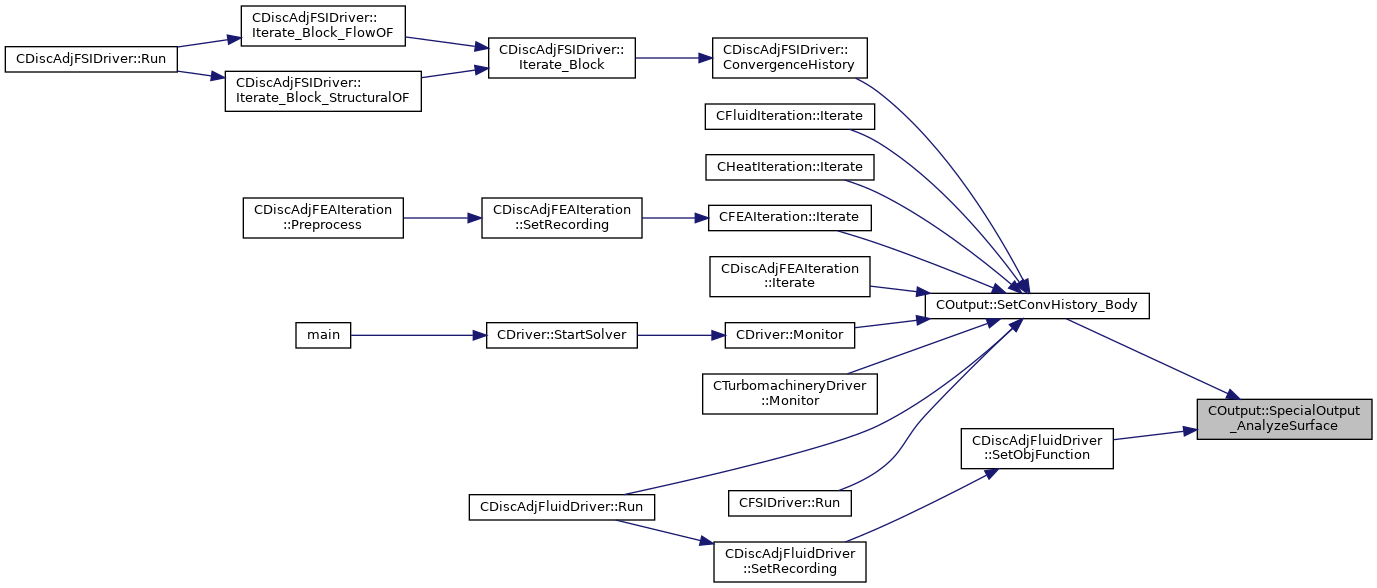 CDiscAdjFSIDriver::Run
CDiscAdjFSIDriver::
Iterate_Block_FlowOF
CDiscAdjFSIDriver::
Iterate_Block_StructuralOF
CDiscAdjFSIDriver::
Iterate_Block
CDiscAdjFSIDriver::
ConvergenceHistory
CFluidIteration::Iterate
CHeatIteration::Iterate
CDiscAdjFEAIteration
::Preprocess
CDiscAdjFEAIteration
::SetRecording
CFEAIteration::Iterate
CDiscAdjFEAIteration
::Iterate
COutput::SetConvHistory_Body
main
CDriver::StartSolver
CDriver::Monitor
CTurbomachineryDriver
::Monitor
COutput::SpecialOutput
_AnalyzeSurface
CDiscAdjFluidDriver
::SetObjFunction
CDiscAdjFluidDriver::Run
CFSIDriver::Run
CDiscAdjFluidDriver
::SetRecording